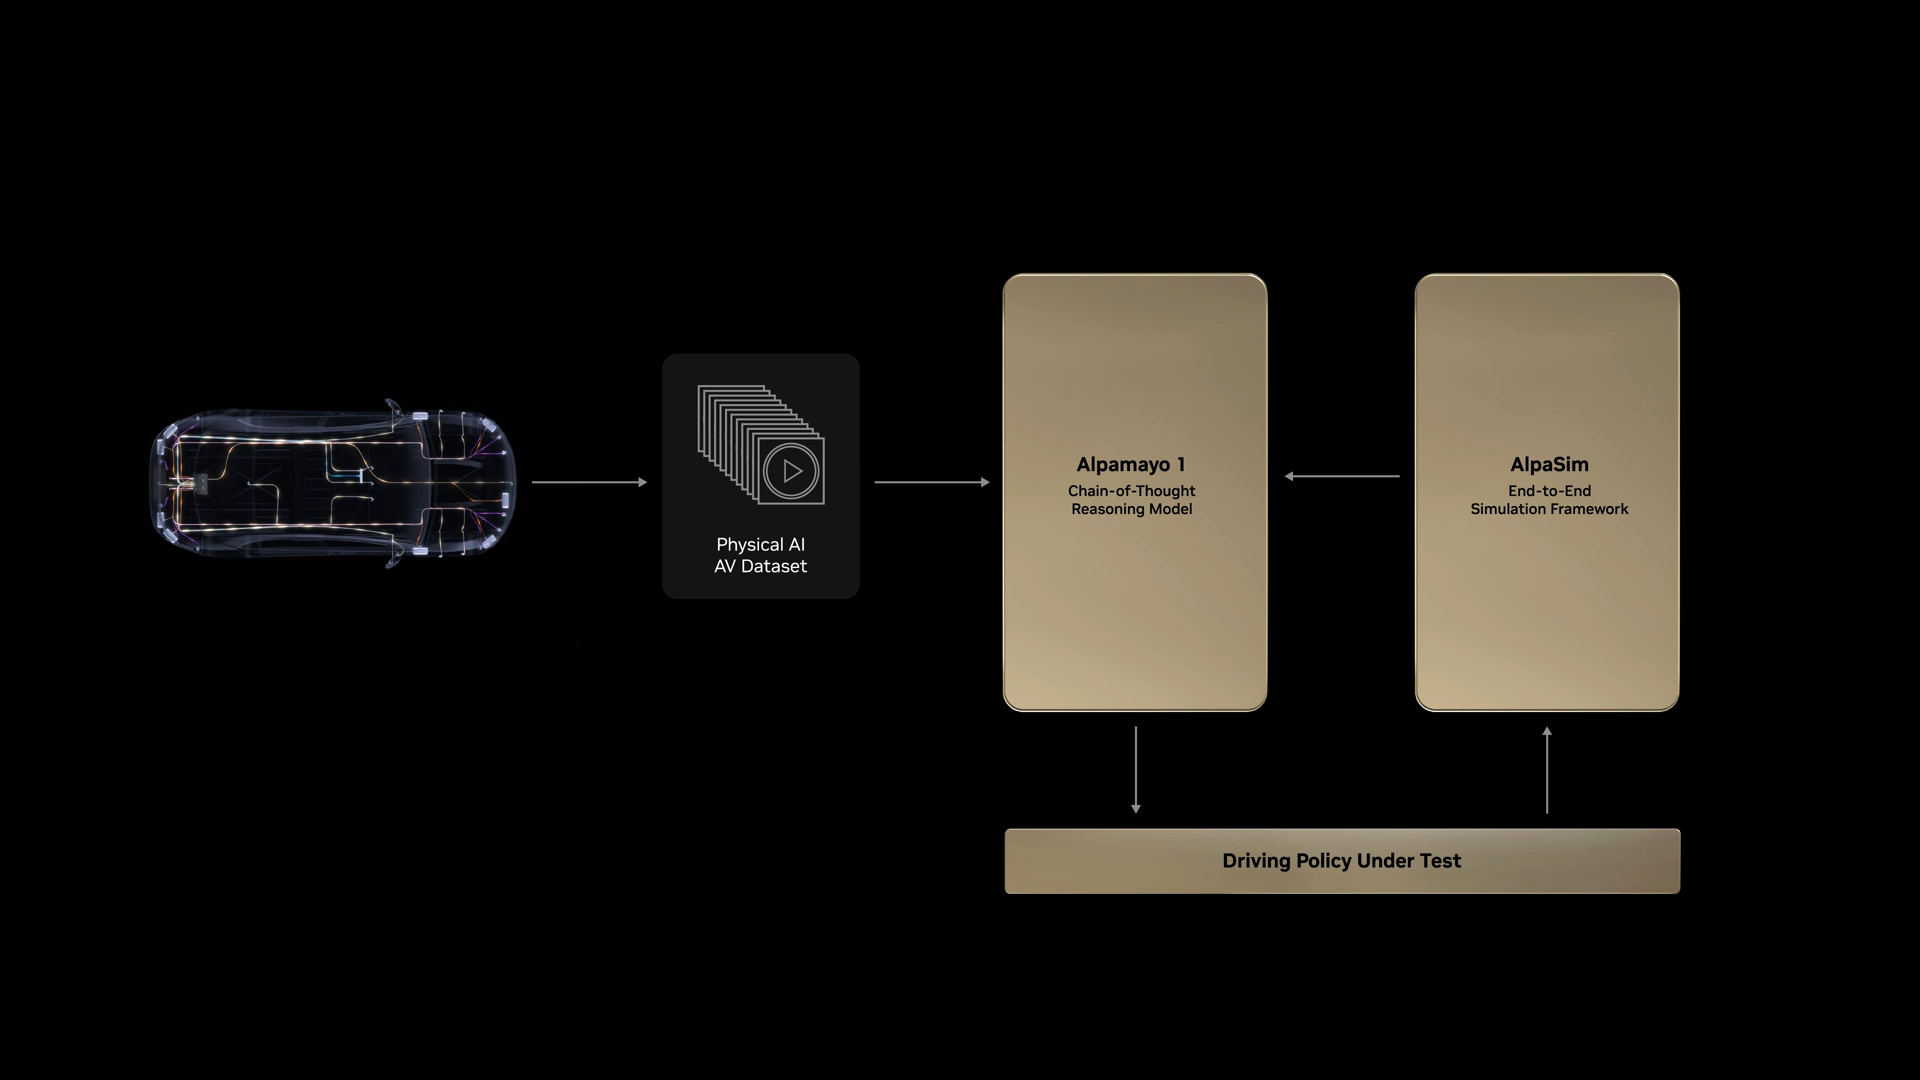 Physical AI
AV Dataset
Alpamayo 1
Chain-of-Thought
Reasoning Model
AlpaSim
End-to-End
Simulation Framework
Driving Policy Under Test